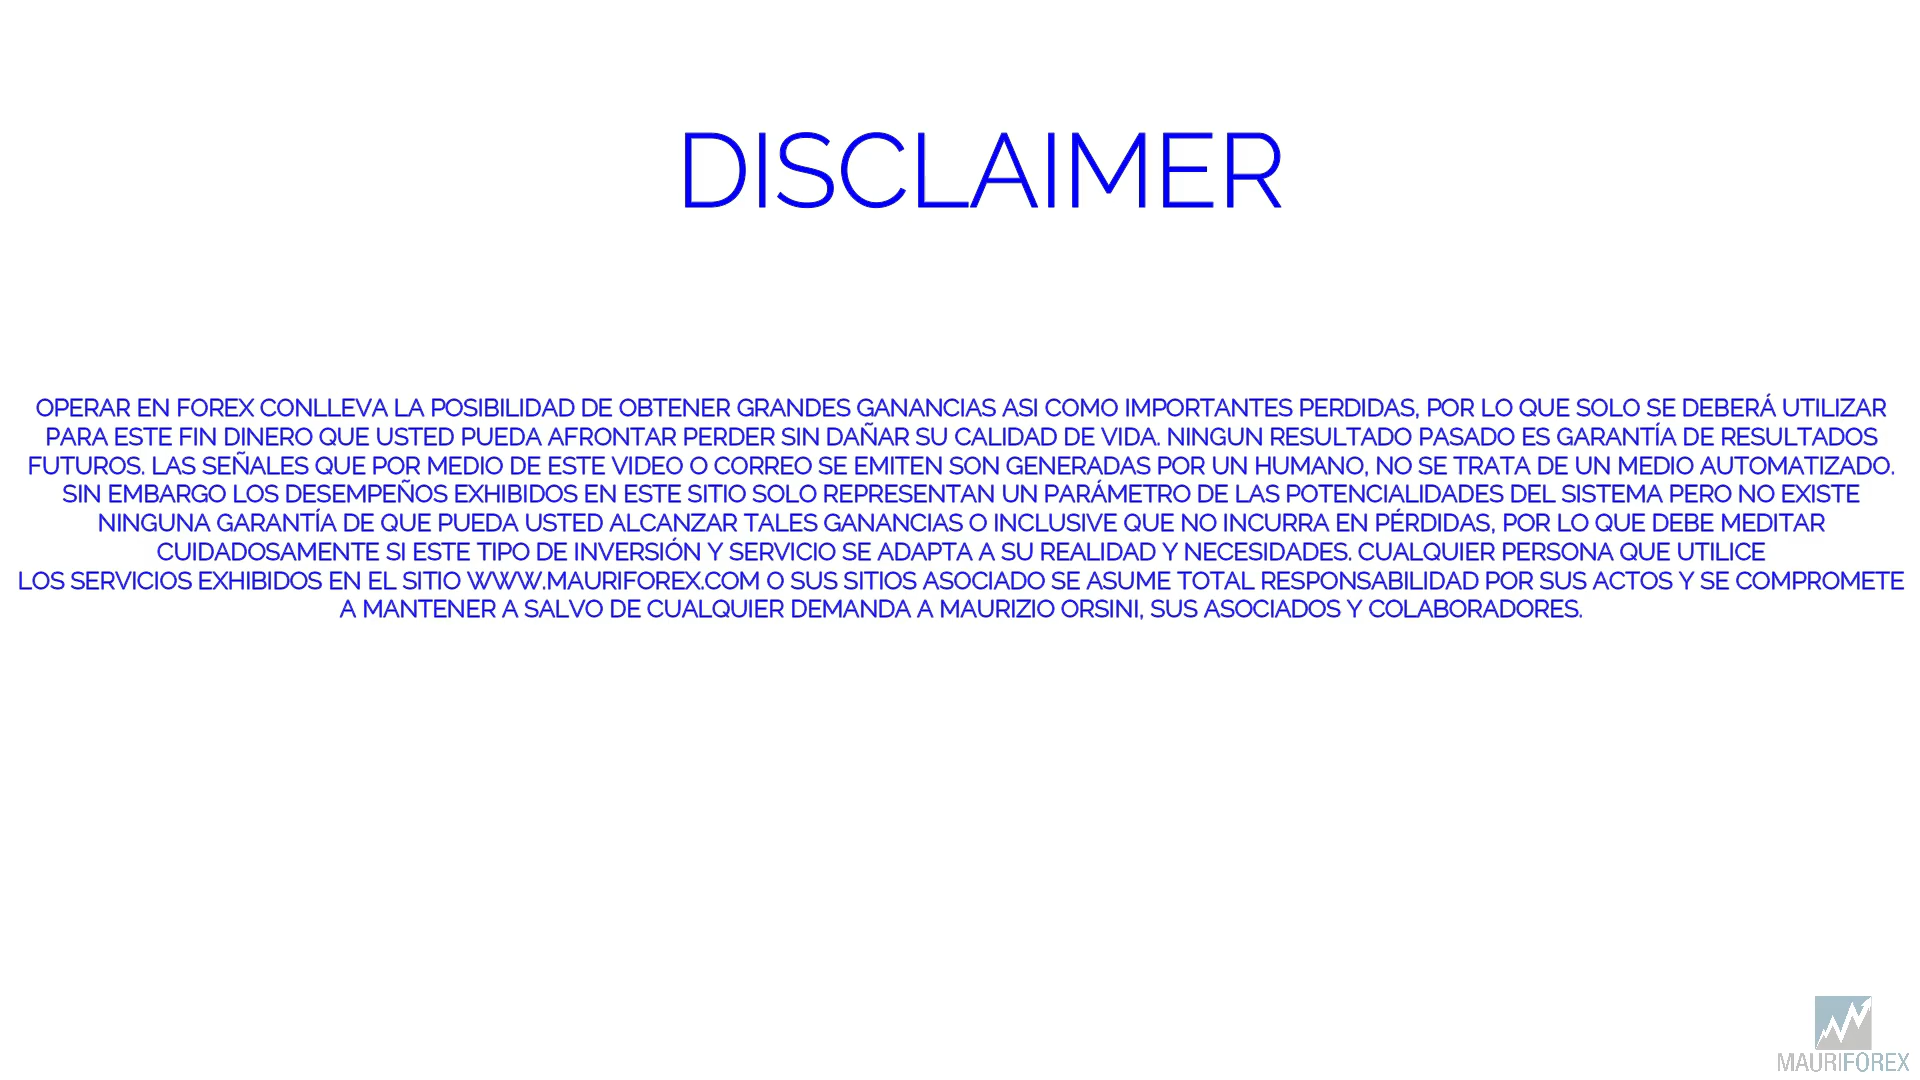 DISCLAIMER
OPERAR EN FOREX CONLLEVA LA POSIBILIDAD DE OBTENER GRANDES GANANCIAS ASI COMO IMPORTANTES PERDIDAS, POR LO QUE SOLO SE DEBERÁ UTILIZAR
PARA ESTE FIN DINERO QUE USTED PUEDA AFRONTAR PERDER SIN DAÑAR SU CALIDAD DE VIDA. NINGUN RESULTADO PASADO ES GARANTÍA DE RESULTADOS
FUTUROS. LAS SEÑALES QUE POR MEDIO DE ESTE VIDEO O CORREO SE EMITEN SON GENERADAS POR UN HUMANO, NO SE TRATA DE UN MEDIO AUTOMATIZADO.
SIN EMBARGO LOS DESEMPEÑOS EXHIBIDOS EN ESTE SITIO SOLO REPRESENTAN UN PARÁMETRO DE LAS POTENCIALIDADES DEL SISTEMA PERO NO EXISTE
NINGUNA GARANTÍA DE QUE PUEDA USTED ALCANZAR TALES GANANCIAS O INCLUSIVE QUE NO INCURRA EN PÉRDIDAS, POR LO QUE DEBE MEDITAR
CUIDADOSAMENTE SI ESTE TIPO DE INVERSIÓN Y SERVICIO SE ADAPTA A SU REALIDAD Y NECESIDADES. CUALQUIER PERSONA QUE UTILICE
LOS SERVICIOS EXHIBIDOS EN EL SITIO WWW.MAURIFOREX.COM O SUS SITIOS ASOCIADO SE ASUME TOTAL RESPONSABILIDAD POR SUS ACTOS Y SE COMPROMETE
A MANTENER A SALVO DE CUALQUIER DEMANDA A MAURIZIO ORSINI, SUS ASOCIADOS Y COLABORADORES.
MAURIFOREX